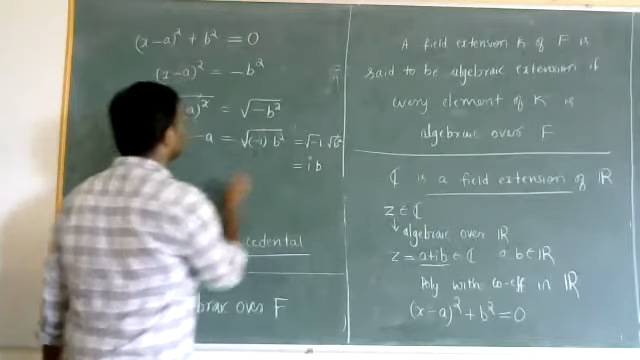 (x-a)² + b² = 0
(x-a)² = -b²
a)² = √-b²
-a = √(-1) b² = √-1 √b²
= ib
cedental
braic over F
A field extension K of F is
said to be algebraic extension if
every element of K is
algebraic over F
ℂ is a field extension of ℝ
z ∈ ℂ
↓ algebraic over ℝ
z = a+ib ∈ ℂ a, b ∈ ℝ
Poly with co-eff in ℝ
(x-a)² + b² = 0